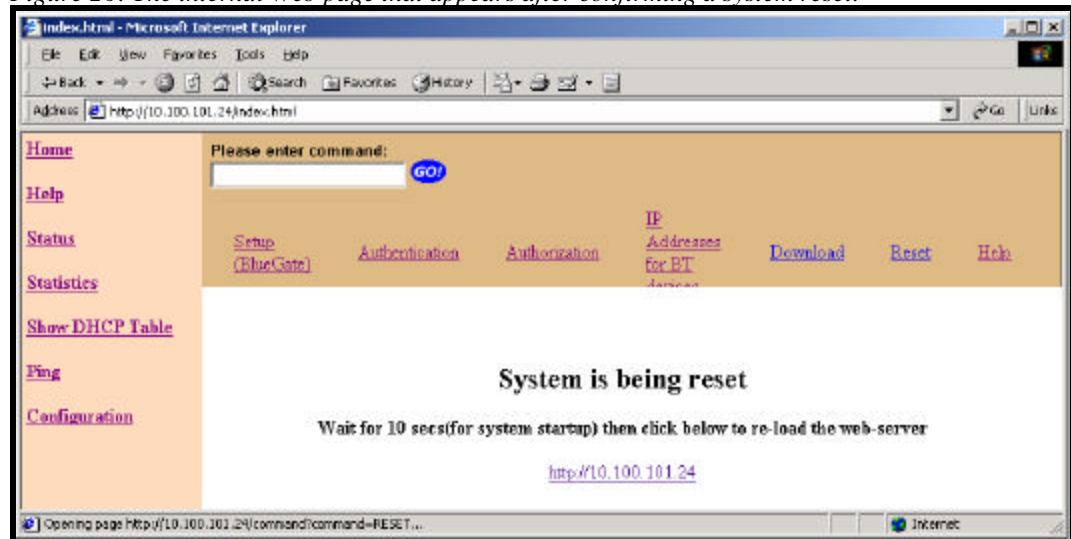 Figure 28: The internal web page that appears after confirming a system reset.
index.html - Microsoft Internet Explorer
File Edit View Favorites Tools Help
Back Search Favorites History
Address http://10.100.101.24/index.html Go Links
Home
Help
Status
Statistics
Show DHCP Table
Ping
Configuration
Please enter command:
GO!
Setup (BlueGate)
Authentication
Authorization
IP Addresses for BT devices
Download
Reset
Help
System is being reset
Wait for 10 secs(for system startup) then click below to re-load the web-server
http://10.100.101.24
Opening page http://10.100.101.24/command?command=RESET... Internet